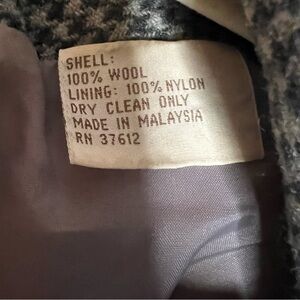 SHELL:
100% WOOL
LINING: 100% NYLON
DRY CLEAN ONLY
MADE IN MALAYSIA
RN 37612